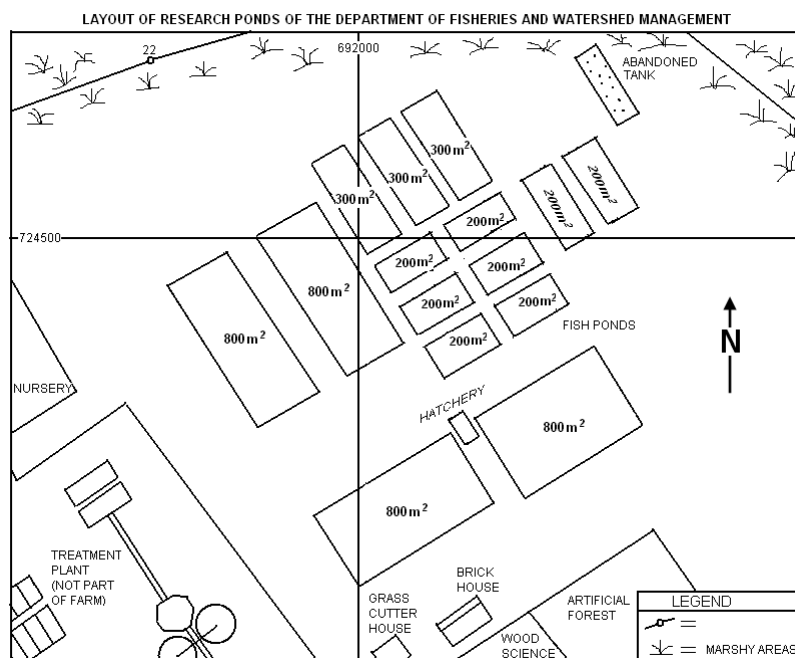 LAYOUT OF RESEARCH PONDS OF THE DEPARTMENT OF FISHERIES AND WATERSHED MANAGEMENT
22
692000
ABANDONED
TANK
300m²
300m²
300m²
200m²
200m²
200m²
724500
200m²
200m²
800m²
200m²
200m²
800m²
200m²
FISH PONDS
N
NURSERY
HATCHERY
800m²
800m²
TREATMENT
PLANT
(NOT PART
OF FARM)
BRICK
HOUSE
GRASS
CUTTER
HOUSE
ARTIFICIAL
FOREST
WOOD
SCIENCE
LEGEND
=
= MARSHY AREAS